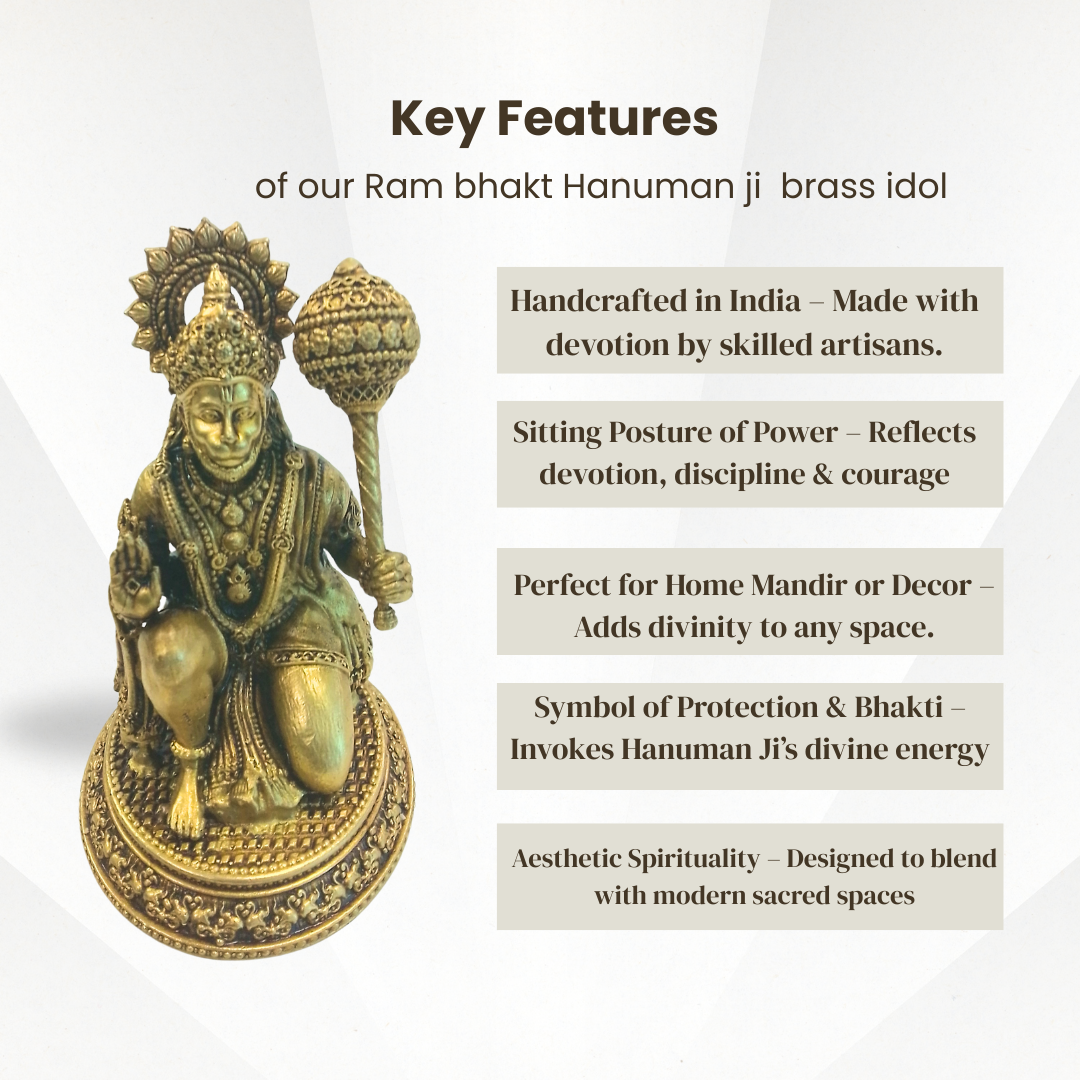 Key Features
of our Ram bhakt Hanuman ji brass idol
Handcrafted in India – Made with
devotion by skilled artisans.
Sitting Posture of Power – Reflects
devotion, discipline & courage
Perfect for Home Mandir or Decor –
Adds divinity to any space.
Symbol of Protection & Bhakti –
Invokes Hanuman Ji’s divine energy
Aesthetic Spirituality – Designed to blend
with modern sacred spaces